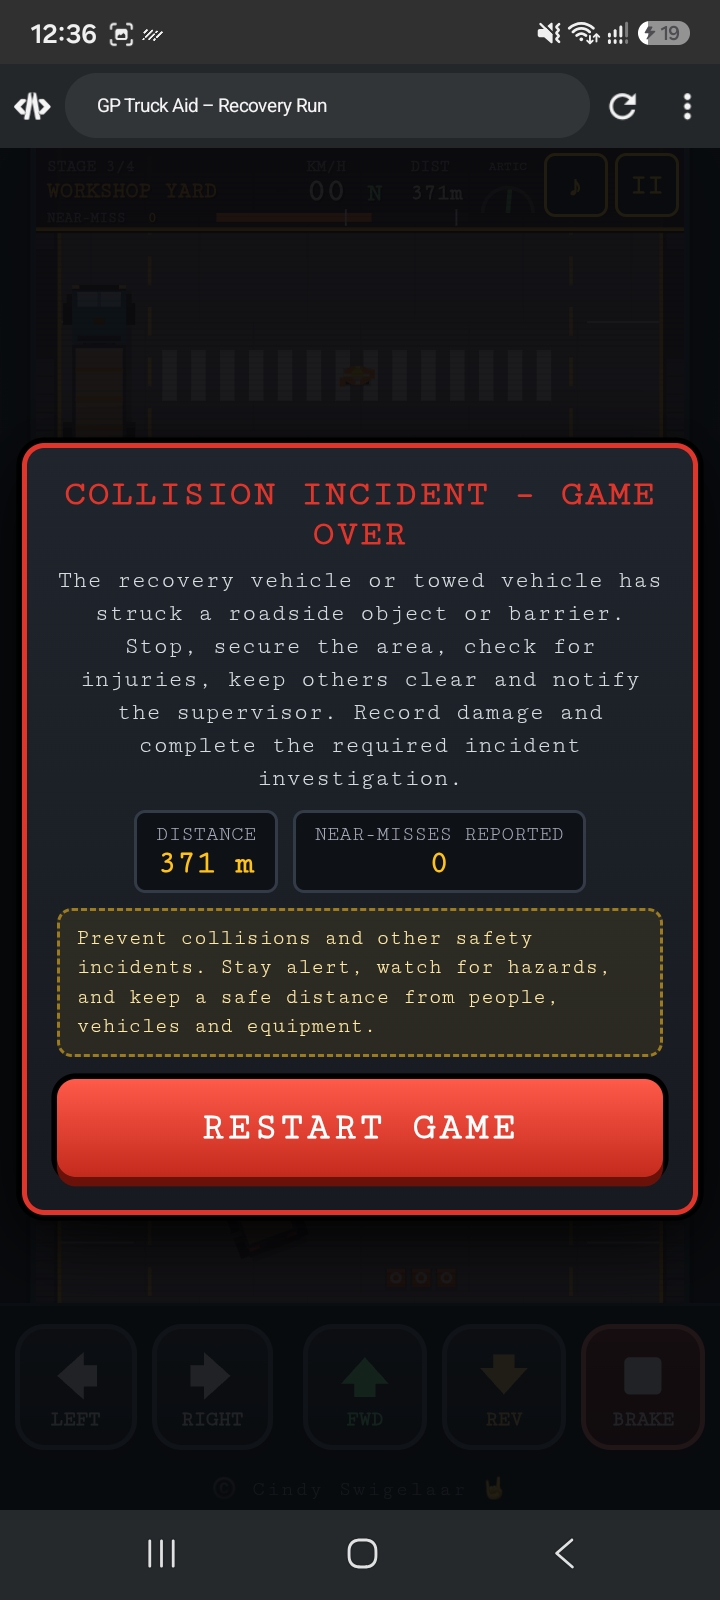 12:36
19
GP Truck Aid – Recovery Run
STAGE 3/4 KM/H DIST ARTIC
WORKSHOP YARD 00 N 371m ♪ II
NEAR-MISS 0
COLLISION INCIDENT – GAME
OVER
The recovery vehicle or towed vehicle has
struck a roadside object or barrier.
Stop, secure the area, check for
injuries, keep others clear and notify
the supervisor. Record damage and
complete the required incident
investigation.
DISTANCE NEAR-MISSES REPORTED
371 m 0
Prevent collisions and other safety
incidents. Stay alert, watch for hazards,
and keep a safe distance from people,
vehicles and equipment.
RESTART GAME
LEFT RIGHT FWD REV BRAKE
© Cindy Swigelaar 🤘